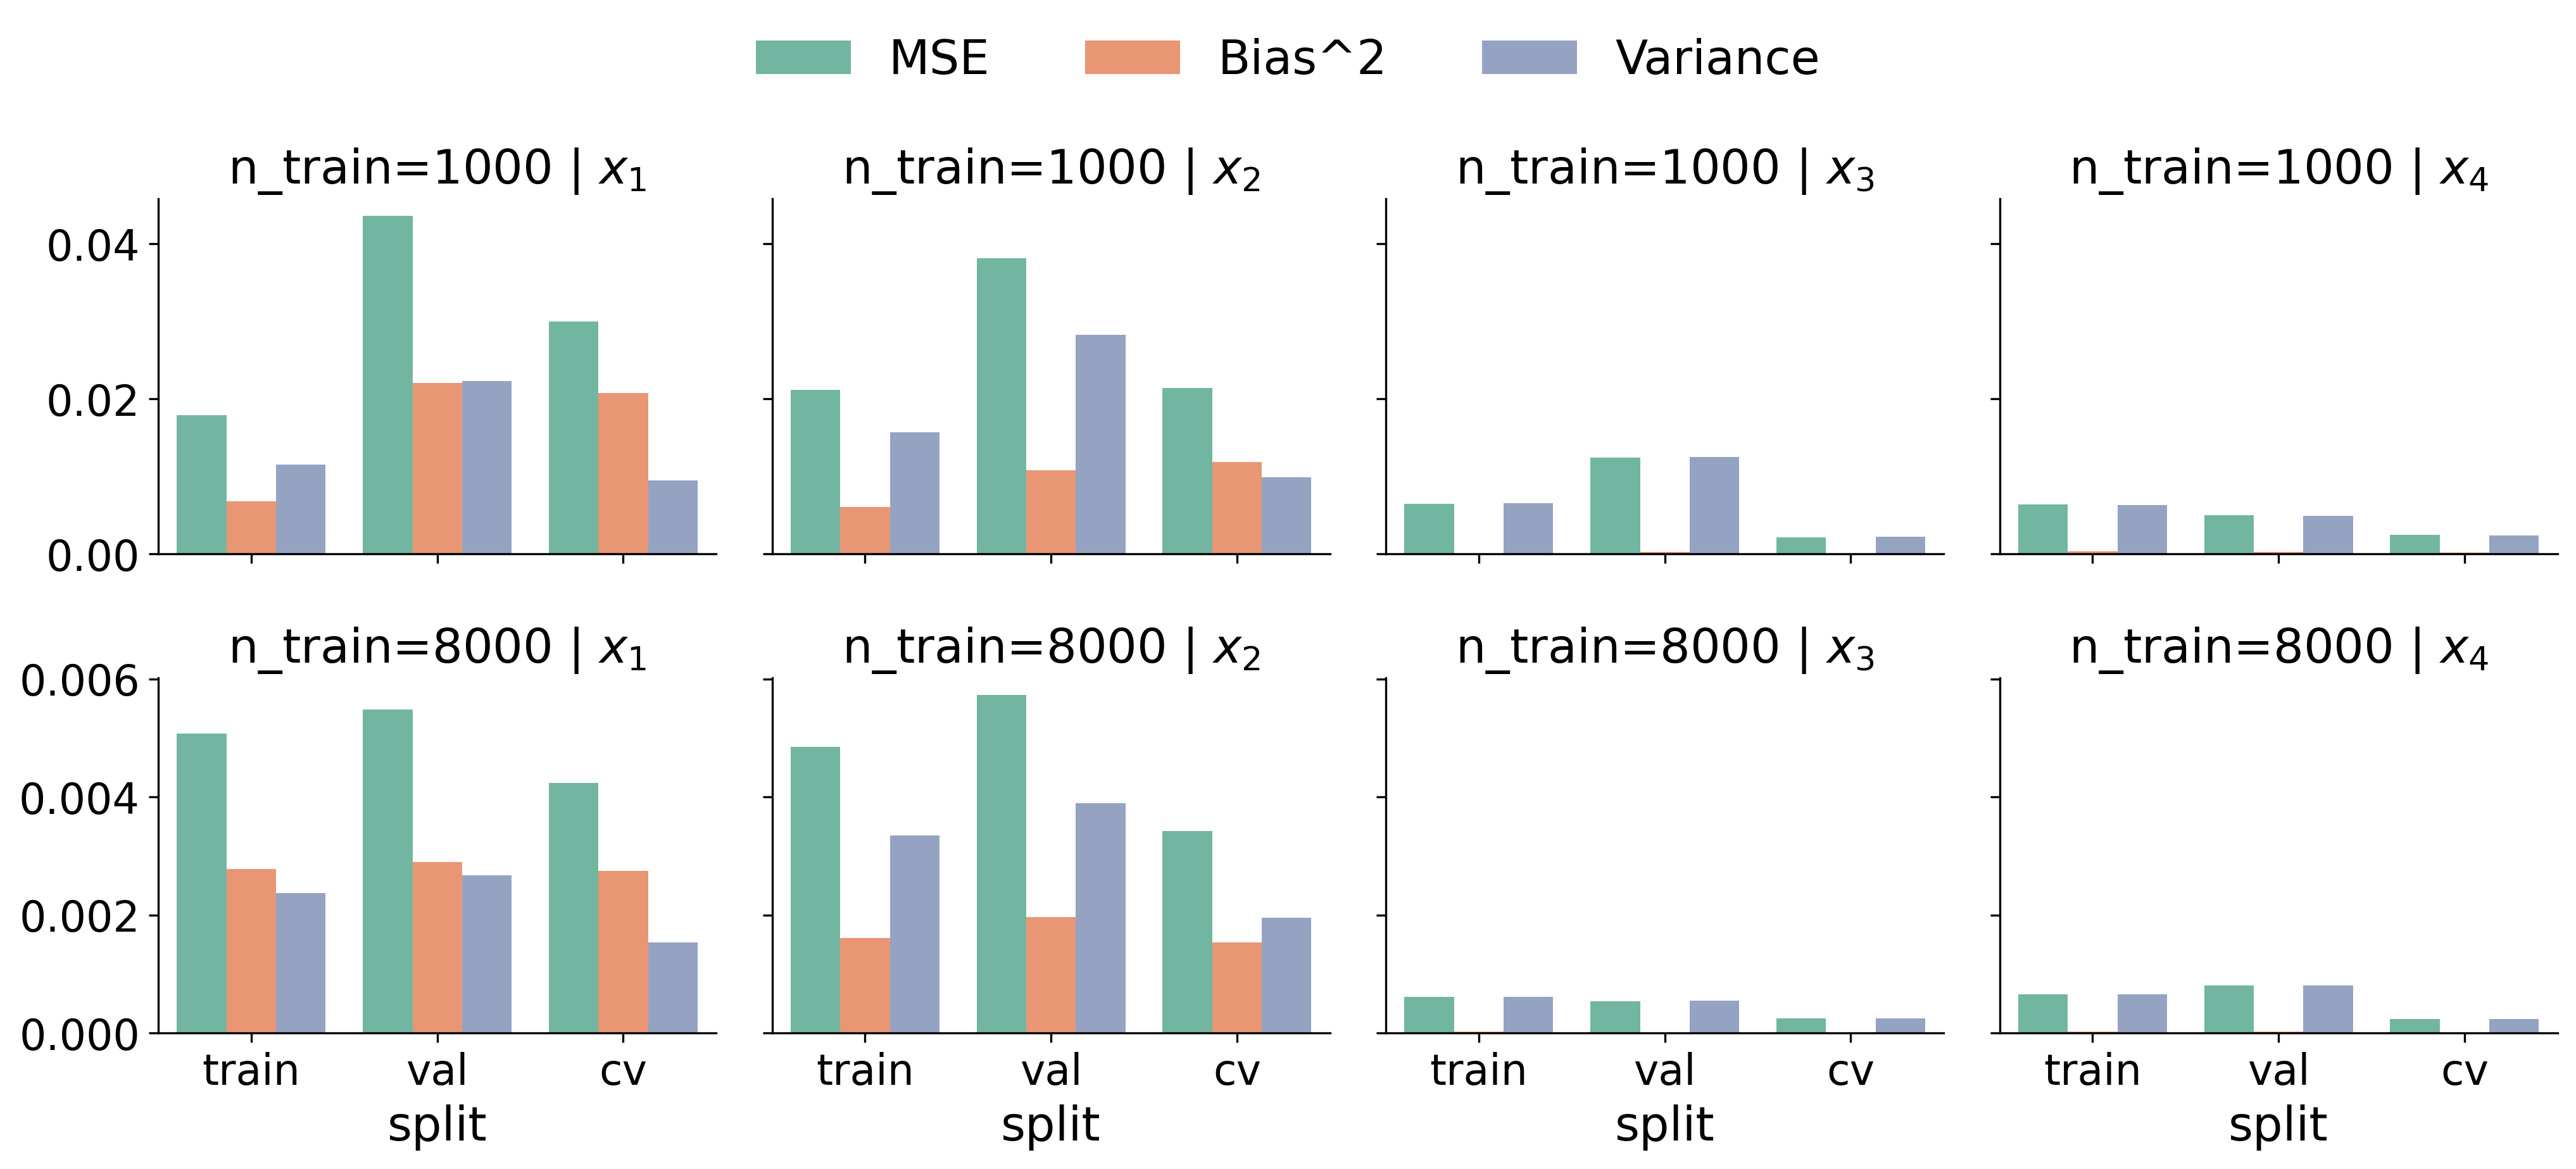 MSE Bias^2 Variance
n_train=1000 | x₁ n_train=1000 | x₂ n_train=1000 | x₃ n_train=1000 | x₄
0.04
0.02
0.00
n_train=8000 | x₁ n_train=8000 | x₂ n_train=8000 | x₃ n_train=8000 | x₄
0.006
0.004
0.002
0.000
train val cv train val cv train val cv train val cv
split split split split